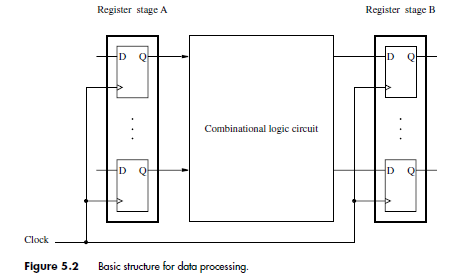 Register stage A
Register stage B
D Q
D Q
Combinational logic circuit
D Q
D Q
Clock
Figure 5.2 Basic structure for data processing.